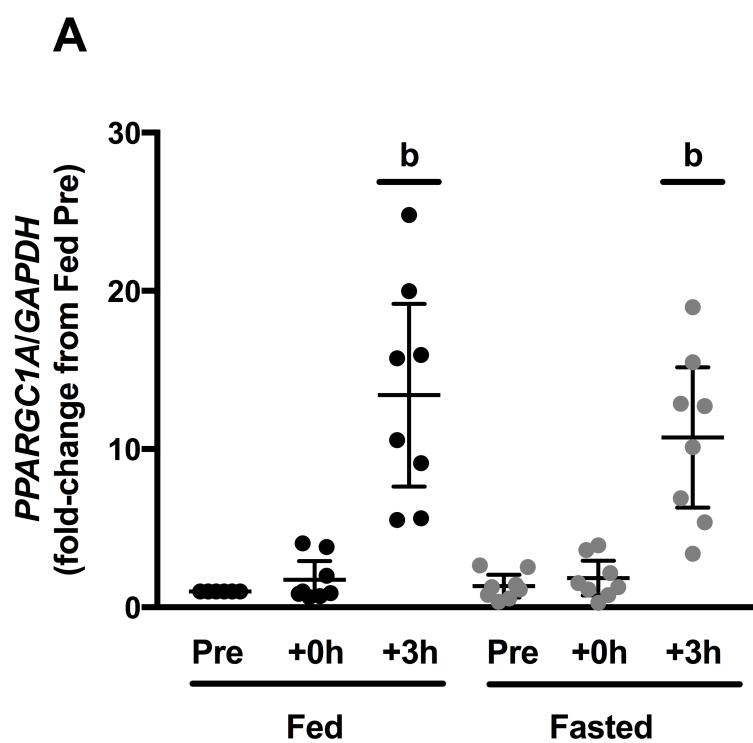 A
PPARGC1A/GAPDH
(fold-change from Fed Pre)
30
20
10
0
b
b
Pre +0h +3h Pre +0h +3h
Fed Fasted